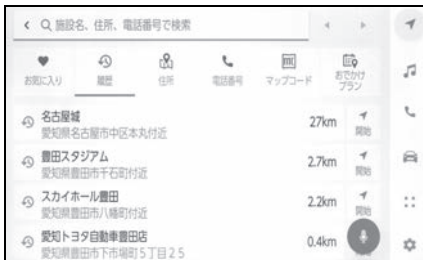 施設名、住所、電話番号で検索
お気に入り
履歴
住所
電話番号
マップコード
おでかけ
プラン
名古屋城
愛知県名古屋市中区本丸付近
27km
開始
豊田スタジアム
愛知県豊田市千石町付近
2.7km
開始
スカイホール豊田
愛知県豊田市八幡町付近
2.2km
開始
愛知トヨタ自動車豊田店
愛知県豊田市下市場町5丁目25
0.4km